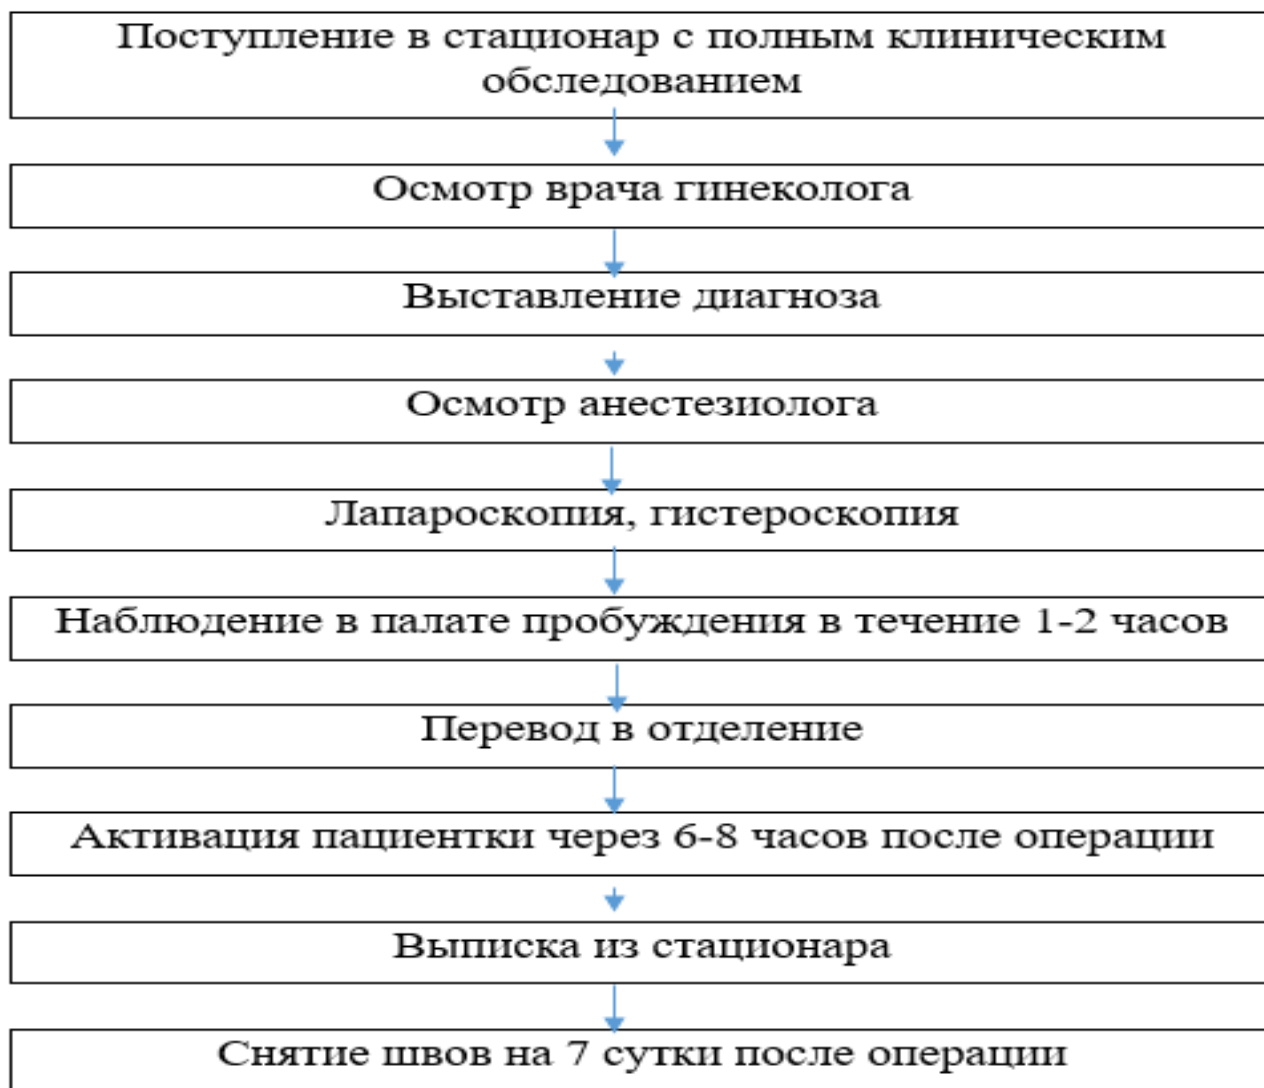 Поступление в стационар с полным клиническим
обследованием
Осмотр врача гинеколога
Выставление диагноза
Осмотр анестезиолога
Лапароскопия, гистероскопия
Наблюдение в палате пробуждения в течение 1-2 часов
Перевод в отделение
Активация пациентки через 6-8 часов после операции
Выписка из стационара
Снятие швов на 7 сутки после операции